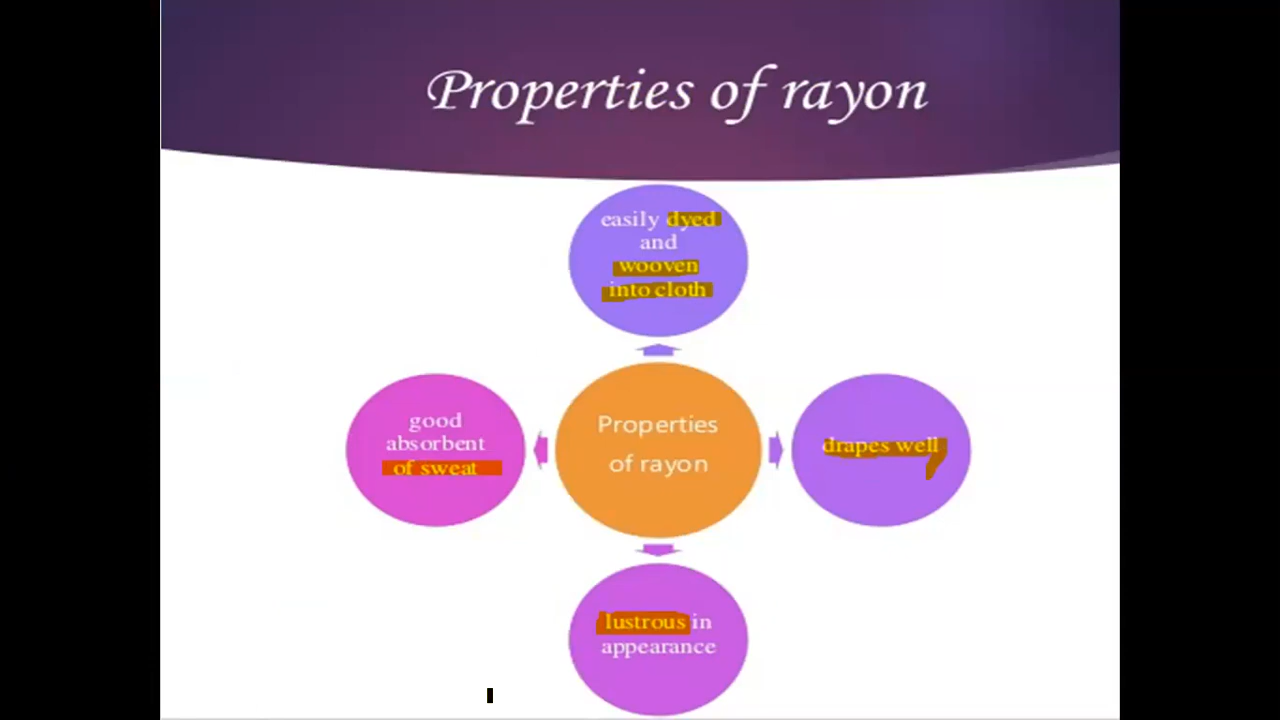 Properties of rayon
easily dyed
and
wooven
into cloth
good
absorbent
of sweat
Properties
of rayon
drapes well
lustrous in
appearance